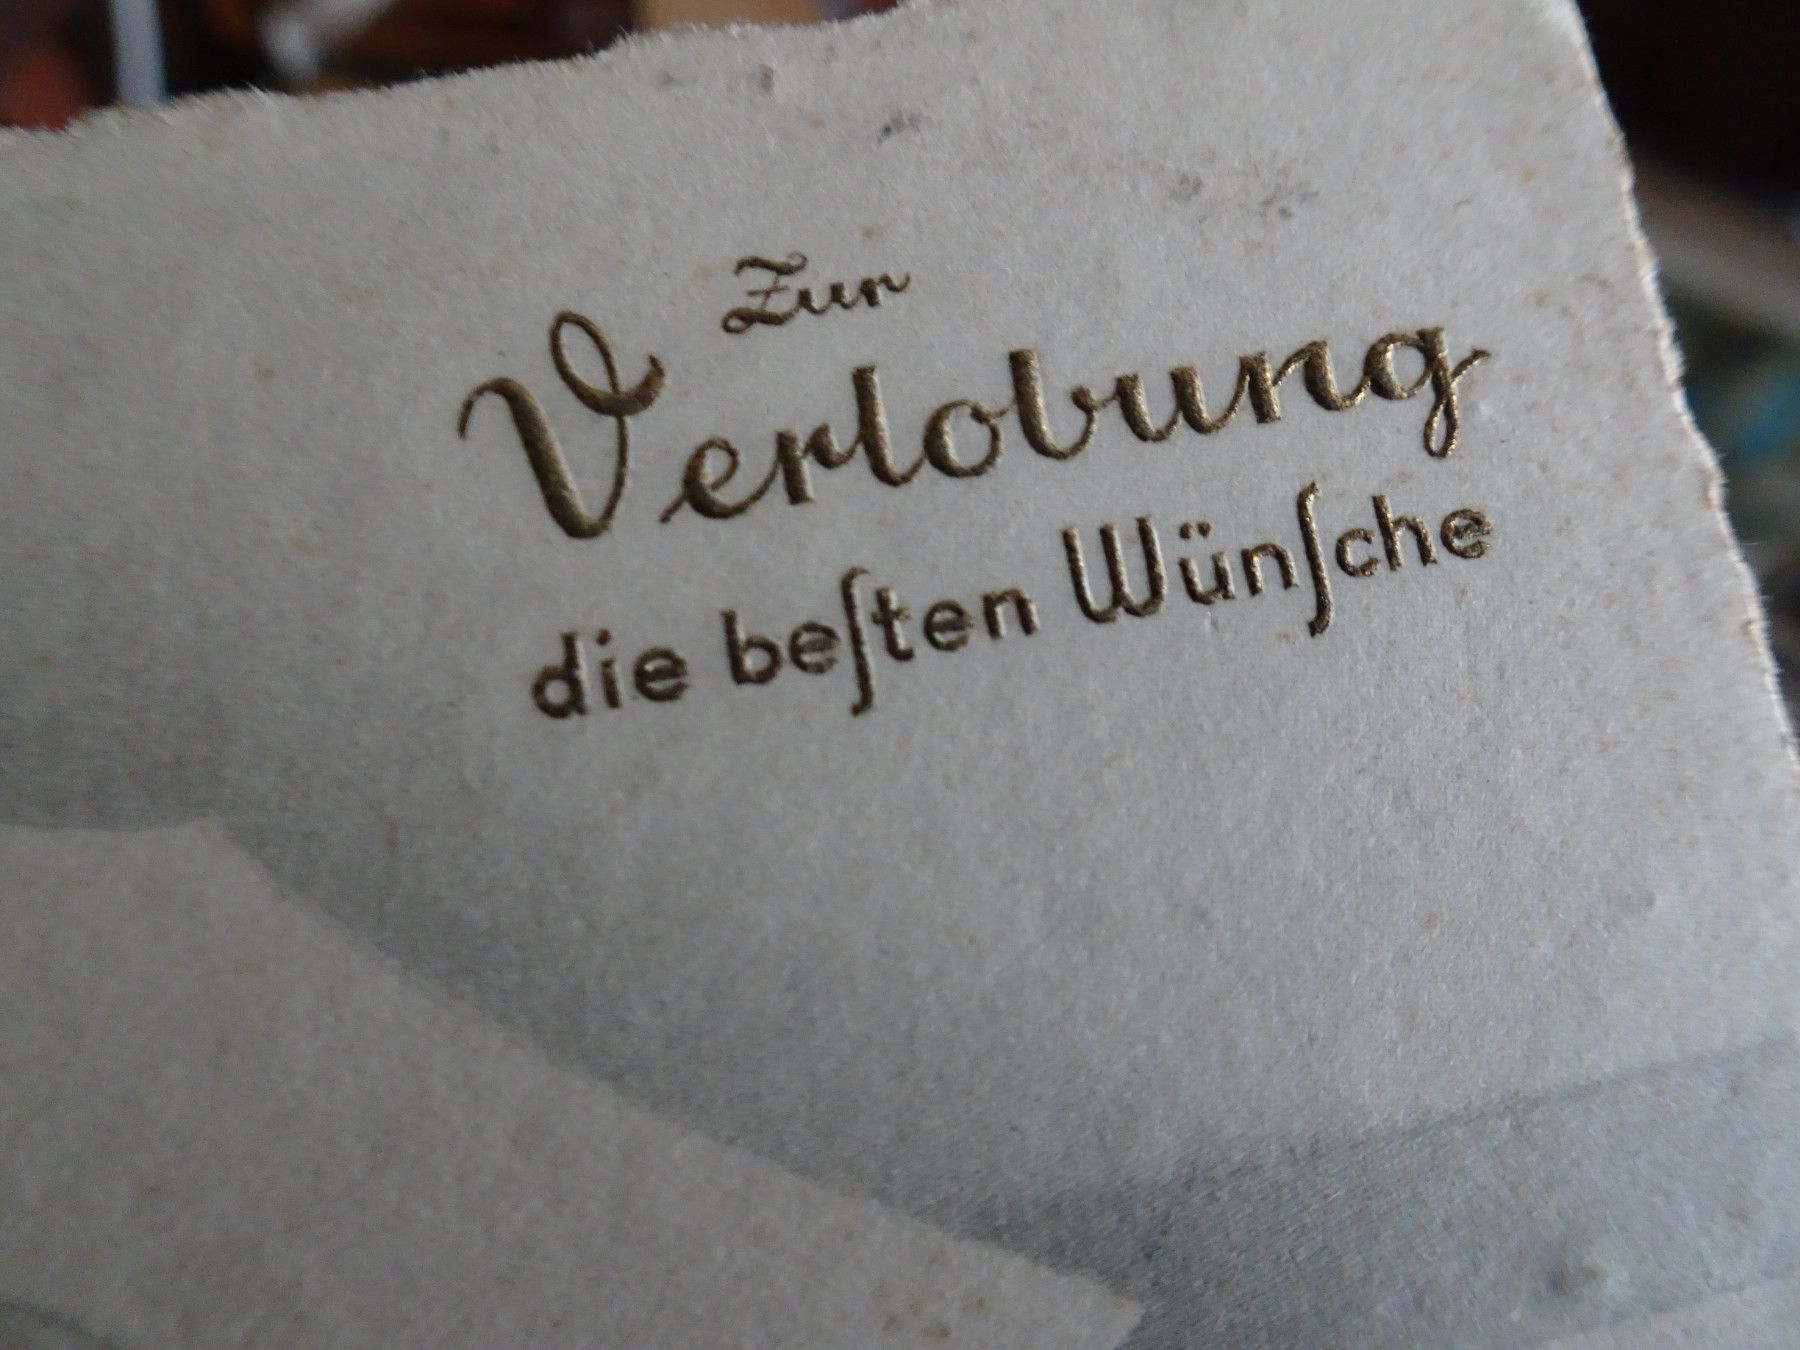 Zur
Verlobung
die beſten Wünſche